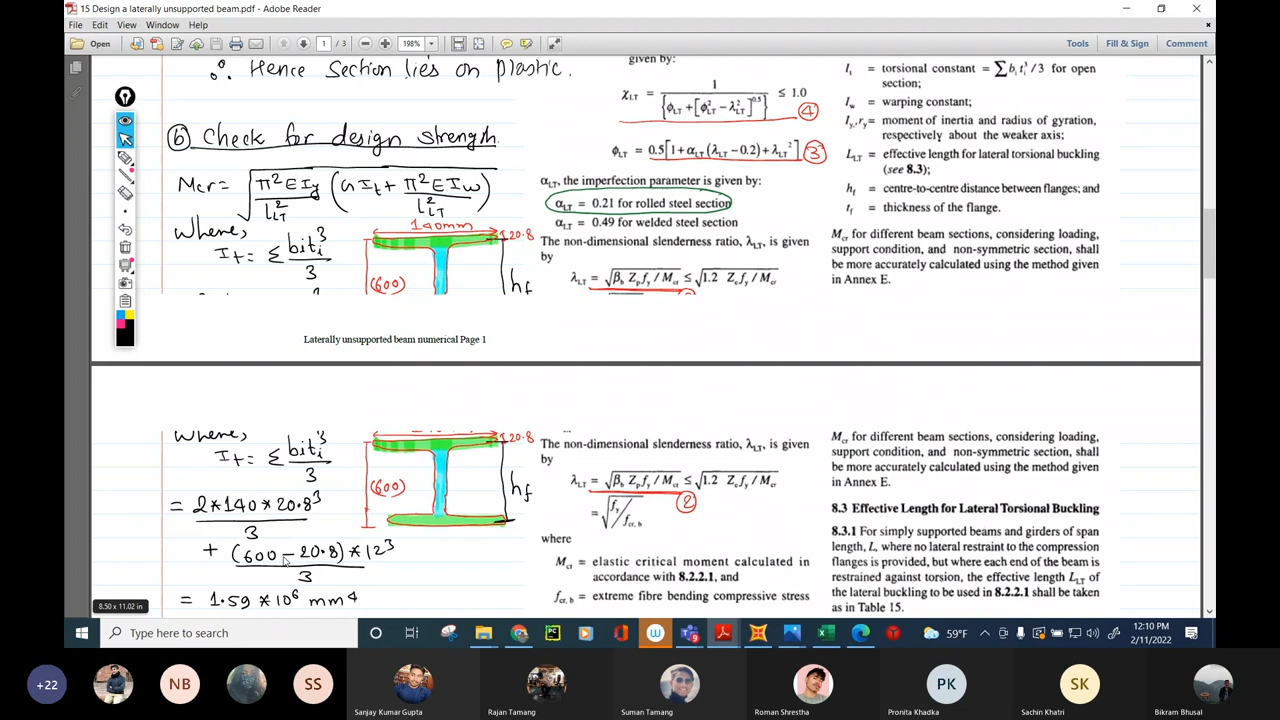 15 Design a laterally unsupported beam.pdf - Adobe Reader
File Edit View Window Help
Open
1 / 3
198%
Tools
Fill & Sign
Comment
∴ Hence Section lies on plastic.
ⓑ Check for design strength.
Mcr = √(π²EIy/L²LT (GIt + π²EIw/L²LT))
Where,
It = Σ biti³/3
140mm
20.8
(600)
hf
Laterally unsupported beam numerical Page 1
given by:
χLT = 1/{φLT + [φ²LT − λ²LT]^0.5} ≤ 1.0 ④
φLT = 0.5[1 + αLT (λLT − 0.2) + λLT²] ③
αLT, the imperfection parameter is given by:
αLT = 0.21 for rolled steel section
αLT = 0.49 for welded steel section
The non-dimensional slenderness ratio, λLT, is given
by
λLT = √(βb Zp fy / Mcr) ≤ √(1.2 Ze fy / Mcr)
It = torsional constant = Σ bi ti³/3 for open
section;
Iw = warping constant;
Iy, ry = moment of inertia and radius of gyration,
respectively about the weaker axis;
LLT = effective length for lateral torsional buckling
(see 8.3);
hf = centre-to-centre distance between flanges; and
tf = thickness of the flange.
Mcr for different beam sections, considering loading,
support condition, and non-symmetric section, shall
be more accurately calculated using the method given
in Annex E.
where,
It = Σ biti³/3
= 2*140*20.8³/3
+ (600-20.8)*12³/3
= 1.59*10⁶ mm⁴
20.8
(600)
hf
The non-dimensional slenderness ratio, λLT, is given
by
λLT = √(βb Zp fy / Mcr) ≤ √(1.2 Ze fy / Mcr) ②
= √(fy / fcr, b)
where
Mcr = elastic critical moment calculated in
accordance with 8.2.2.1, and
fcr, b = extreme fibre bending compressive stress
Mcr for different beam sections, considering loading,
support condition, and non-symmetric section, shall
be more accurately calculated using the method given
in Annex E.
8.3 Effective Length for Lateral Torsional Buckling
8.3.1 For simply supported beams and girders of span
length, L, where no lateral restraint to the compression
flanges is provided, but where each end of the beam is
restrained against torsion, the effective length LLT of
the lateral buckling to be used in 8.2.2.1 shall be taken
as in Table 15.
8.50 x 11.02 in
Type here to search
59°F
12:10 PM
2/11/2022
+22
NB
SS
PK
SK
Sanjay Kumar Gupta
Rajan Tamang
Suman Tamang
Roman Shrestha
Pronita Khadka
Sachin Khatri
Bikram Bhusal